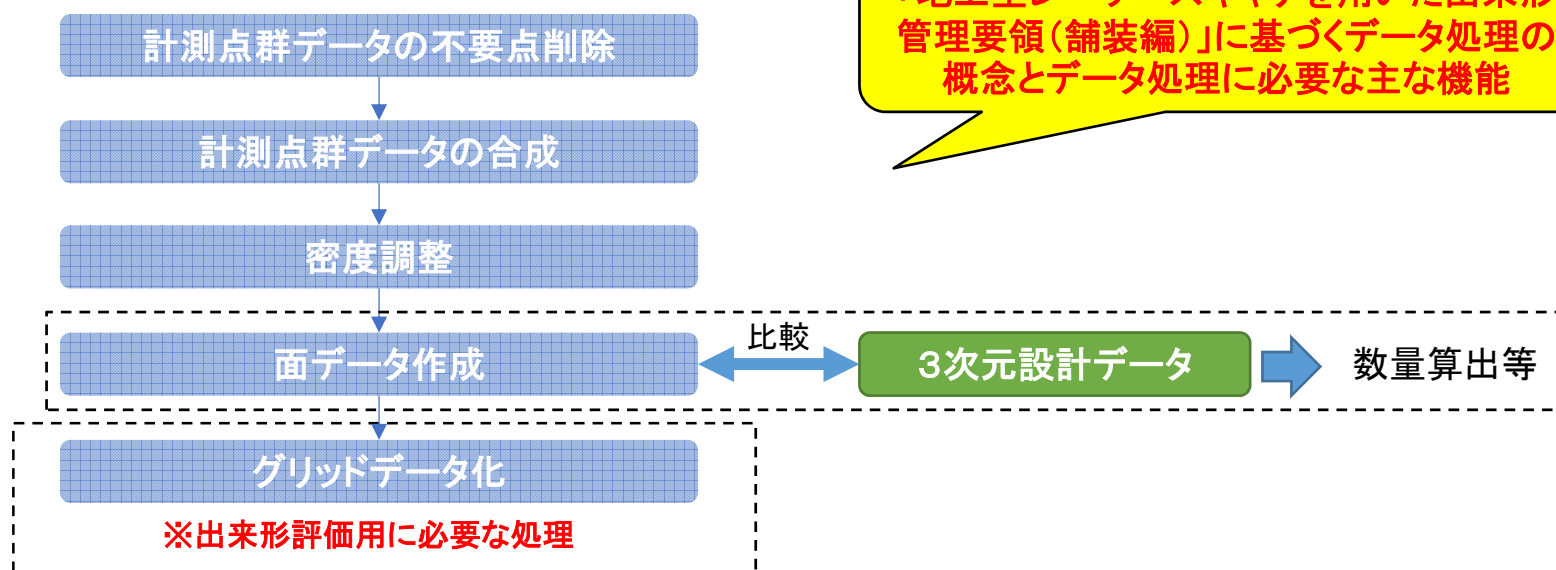 計測点群データの不要点削除
管理要領(舗装編)」に基づくデータ処理の
概念とデータ処理に必要な主な機能
計測点群データの合成
密度調整
面データ作成
比較
３次元設計データ
数量算出等
グリッドデータ化
※出来形評価用に必要な処理